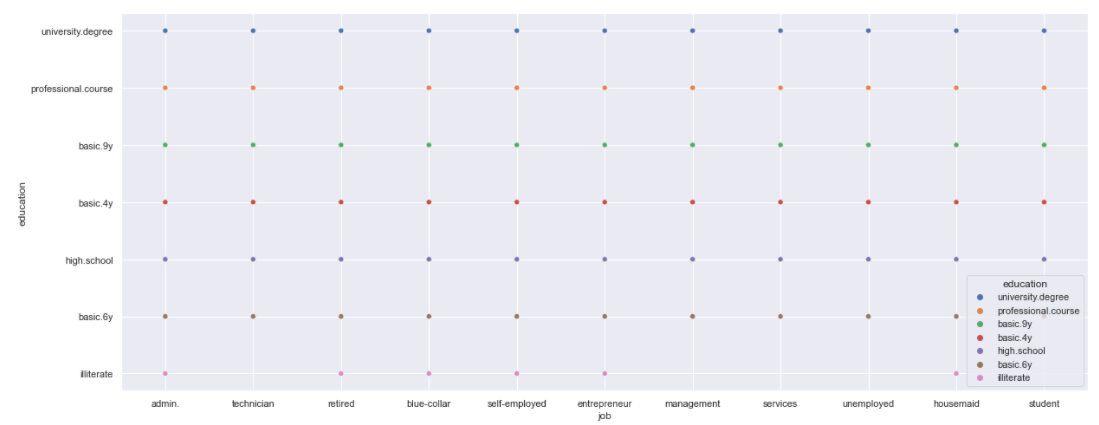 university.degree
professional.course
basic.9y
basic.4y
high.school
basic.6y
illiterate
education
education
university.degree
professional.course
basic.9y
basic.4y
high.school
basic.6y
illiterate
admin. technician retired blue-collar self-employed entrepreneur management services unemployed housemaid student
job